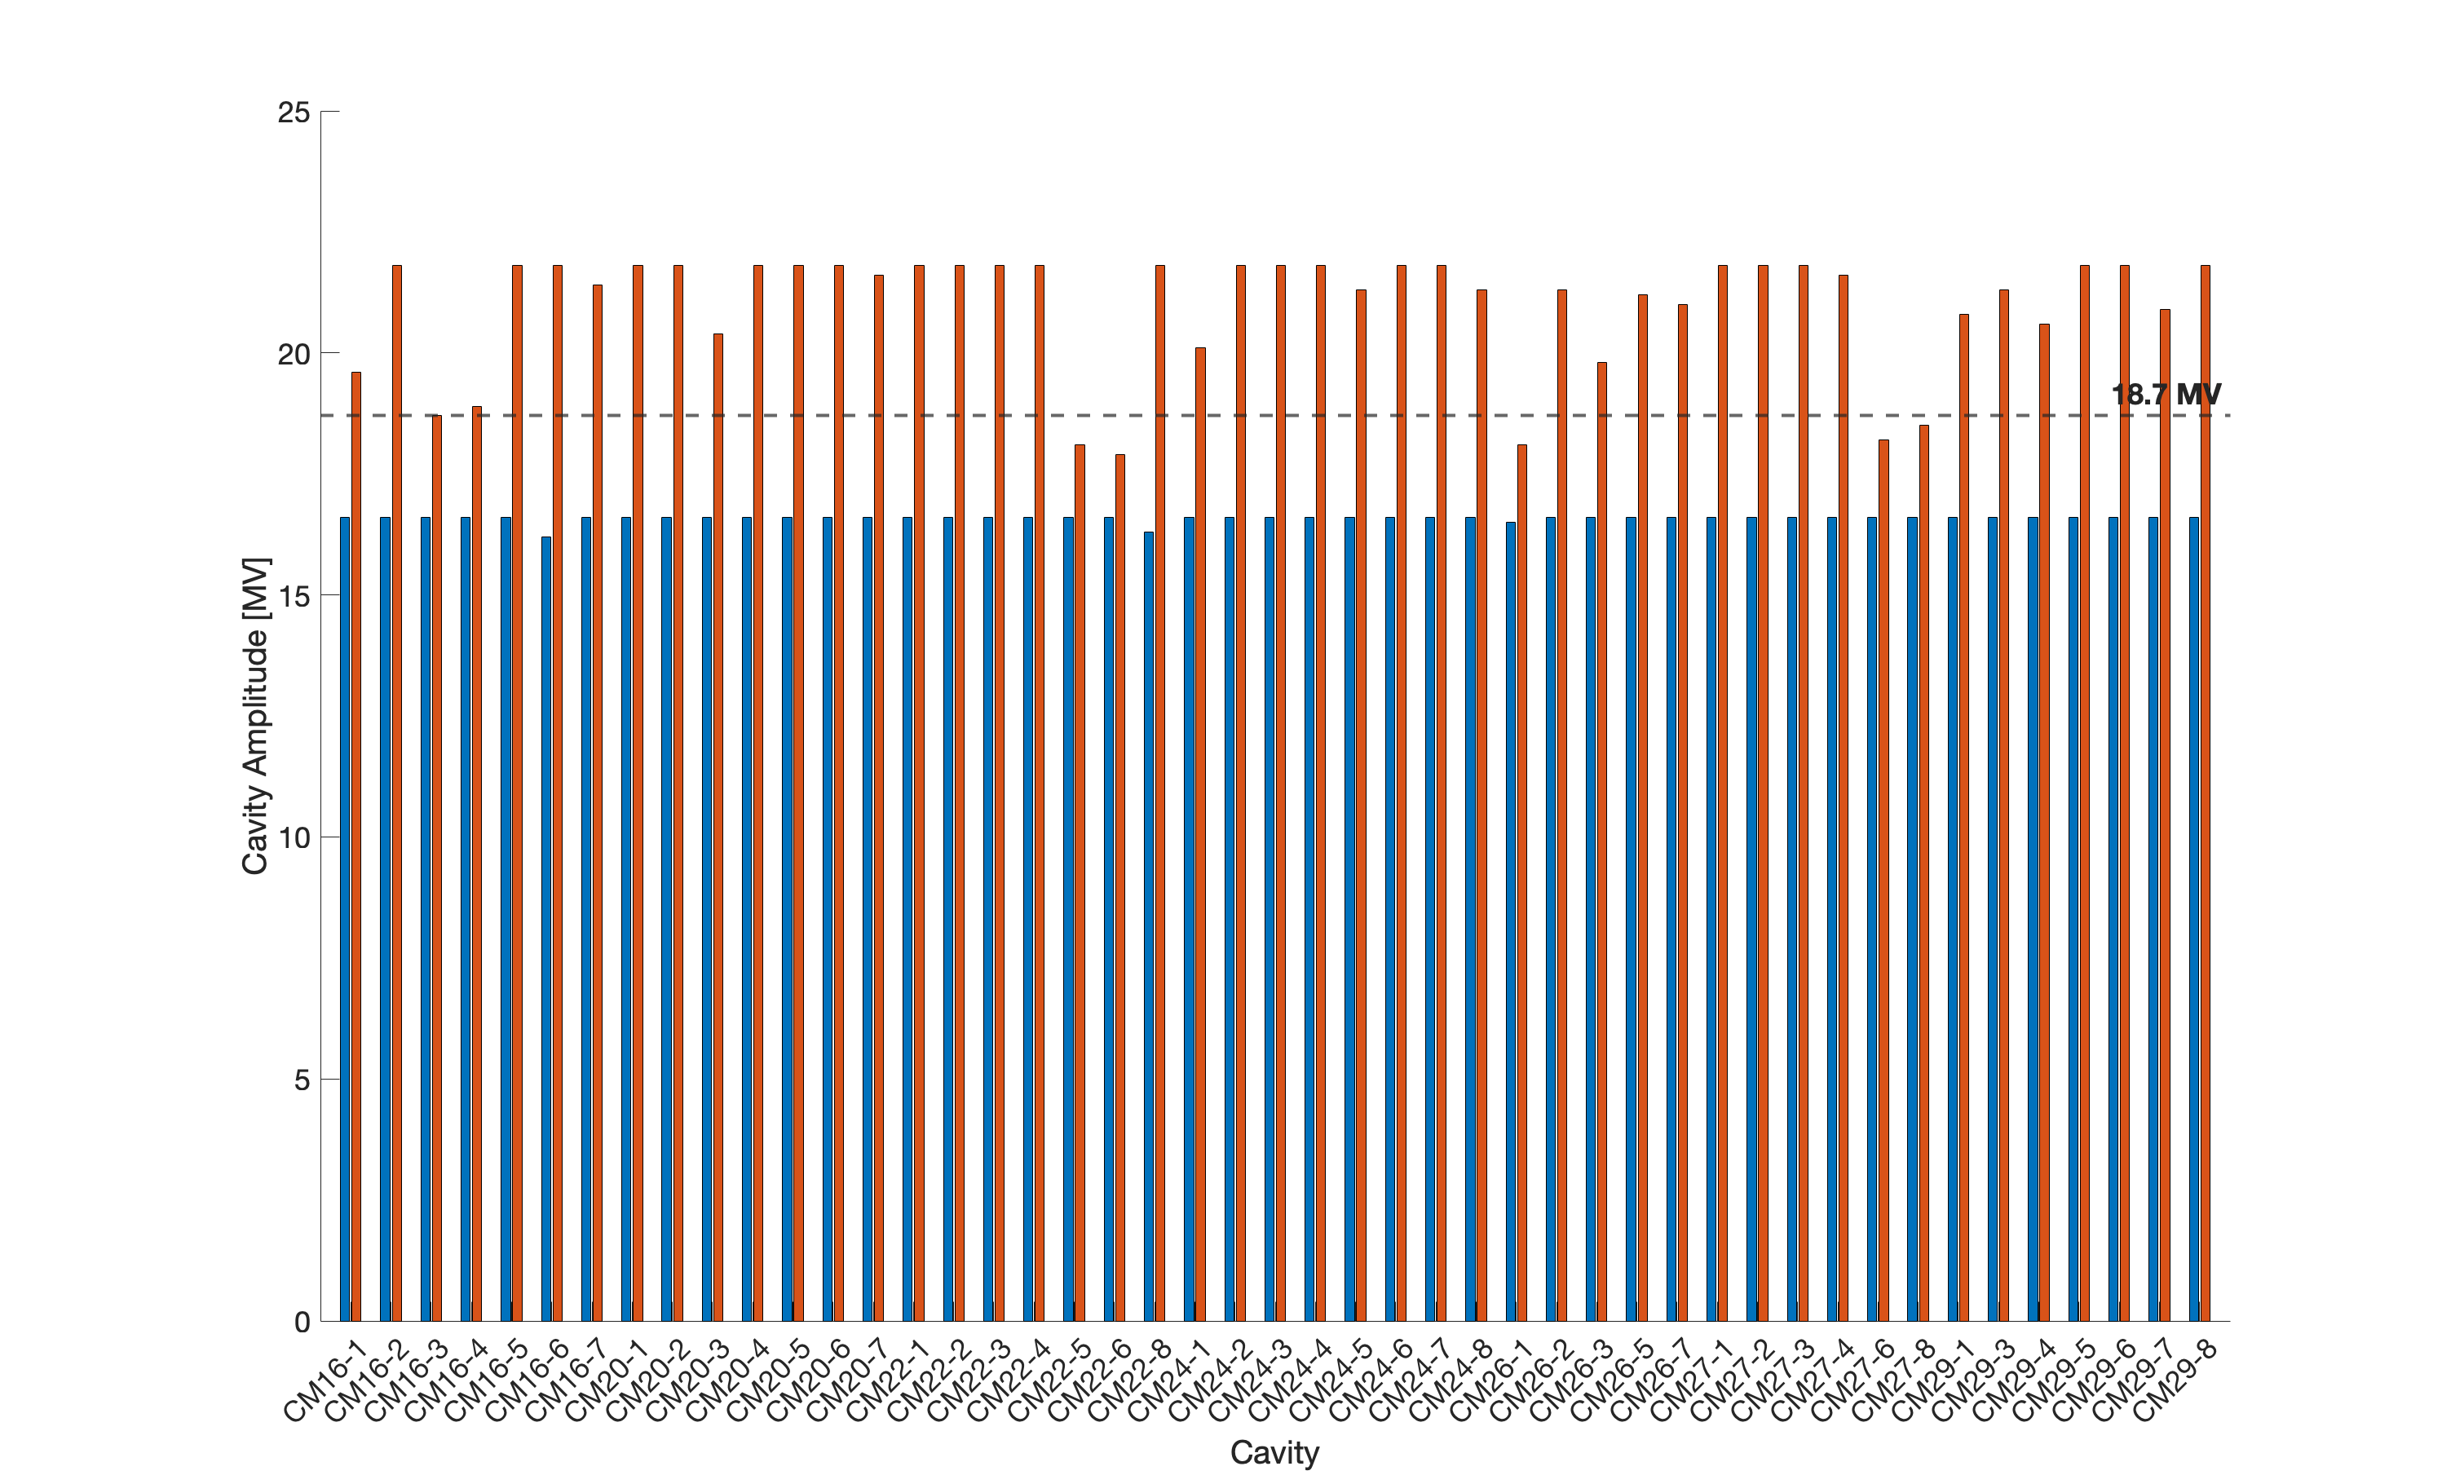 25
20
15
10
5
0
Cavity Amplitude [MV]
18.7 MV
CM16-1
CM16-2
CM16-3
CM16-4
CM16-5
CM16-6
CM16-7
CM20-1
CM20-2
CM20-3
CM20-4
CM20-5
CM20-6
CM20-7
CM22-1
CM22-2
CM22-3
CM22-4
CM22-5
CM22-6
CM22-8
CM24-1
CM24-2
CM24-3
CM24-4
CM24-5
CM24-6
CM24-7
CM24-8
CM26-1
CM26-2
CM26-3
CM26-5
CM26-7
CM27-1
CM27-2
CM27-3
CM27-4
CM27-6
CM27-8
CM29-1
CM29-3
CM29-4
CM29-5
CM29-6
CM29-7
CM29-8
Cavity